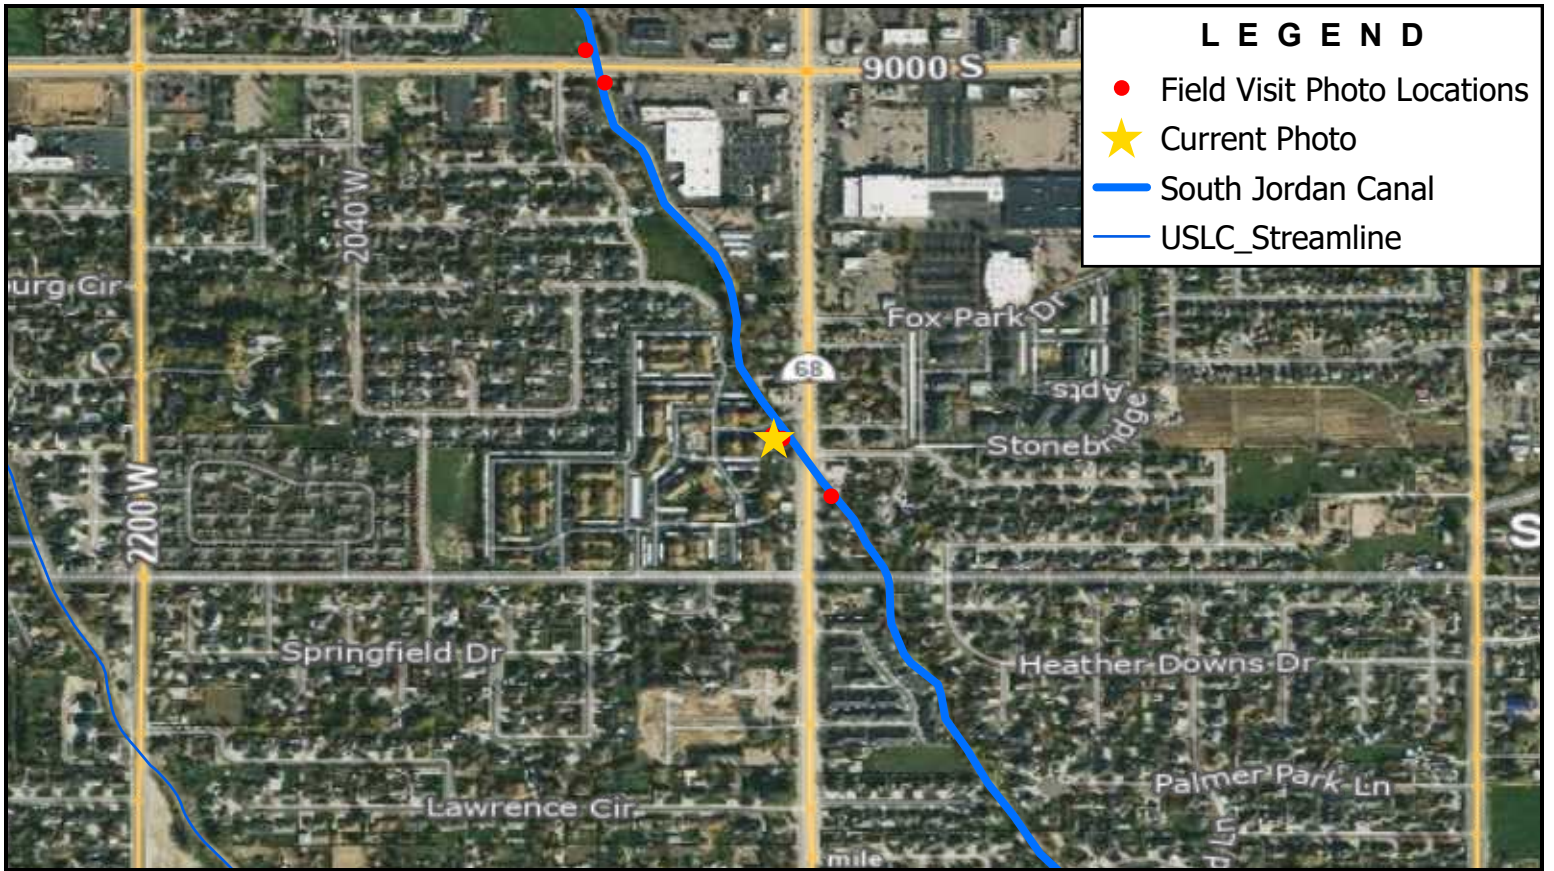 L E G E N D
Field Visit Photo Locations
Current Photo
South Jordan Canal
USLC_Streamline
9000 S
2040 W
urg Cir
Fox Park Dr
68
Apts
Stonebridge
2200 W
S
Springfield Dr
Heather Downs Dr
Palmer Park Ln
Lawrence Cir
d Ln
mile